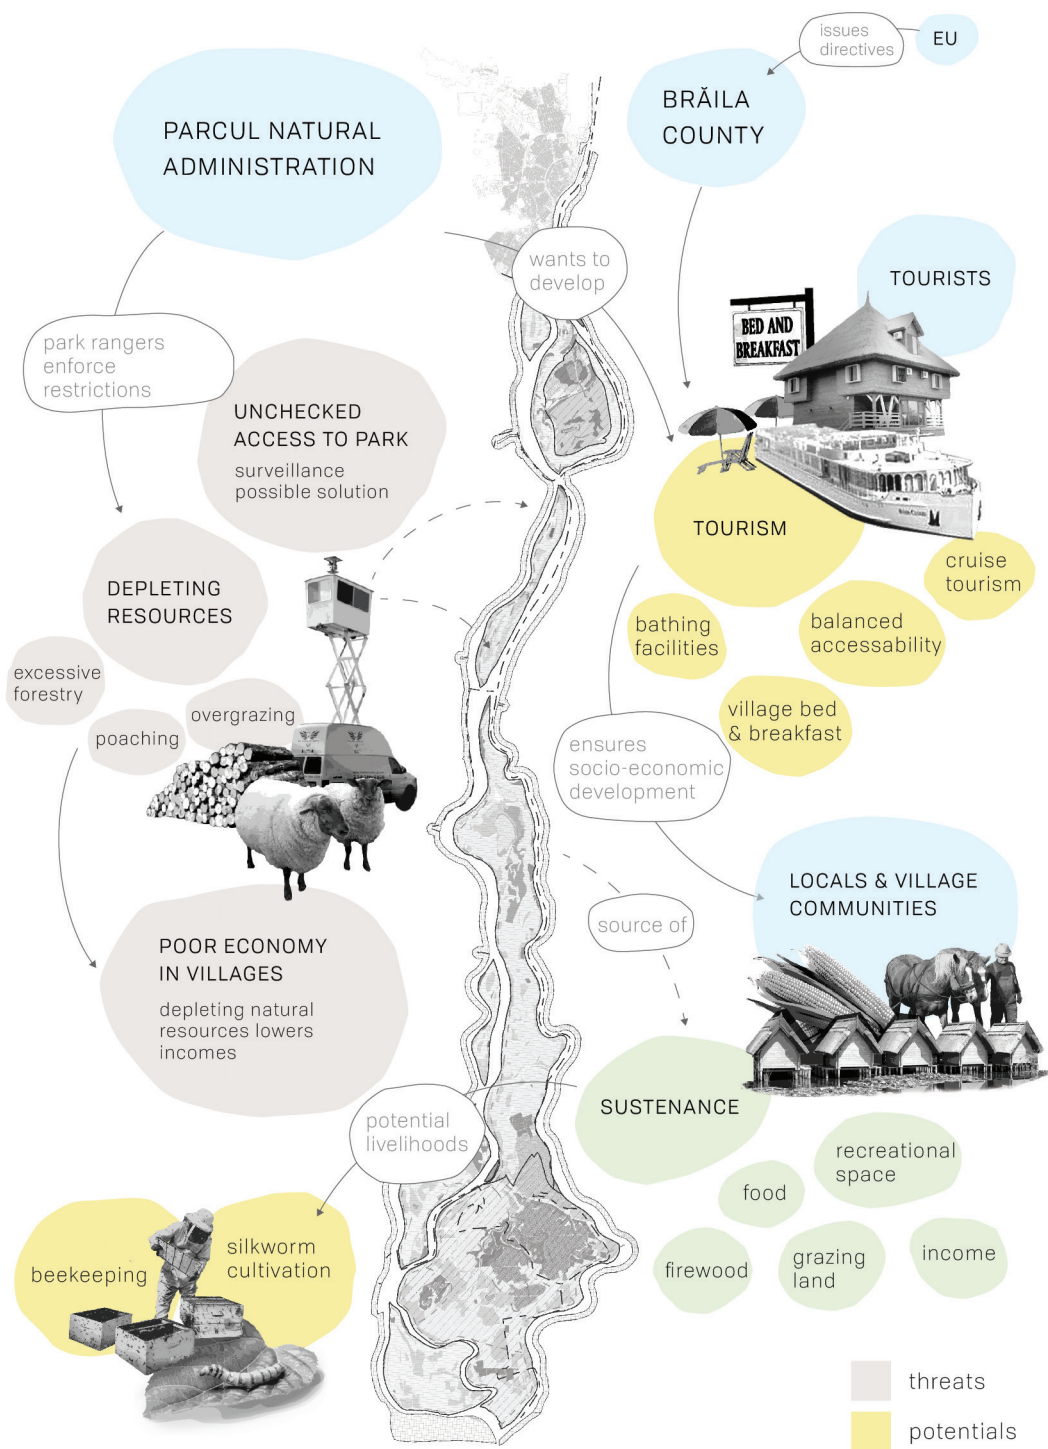 issues
directives
EU
PARCUL NATURAL
ADMINISTRATION
BRĂILA
COUNTY
wants to
develop
TOURISTS
BED AND
BREAKFAST
park rangers
enforce
restrictions
UNCHECKED
ACCESS TO PARK
surveillance
possible solution
TOURISM
cruise
tourism
DEPLETING
RESOURCES
bathing
facilities
balanced
accessability
excessive
forestry
overgrazing
poaching
village bed
& breakfast
ensures
socio-economic
development
LOCALS & VILLAGE
COMMUNITIES
source of
POOR ECONOMY
IN VILLAGES
depleting natural
resources lowers
incomes
SUSTENANCE
potential
livelihoods
recreational
space
food
silkworm
cultivation
beekeeping
firewood
grazing
land
income
threats
potentials